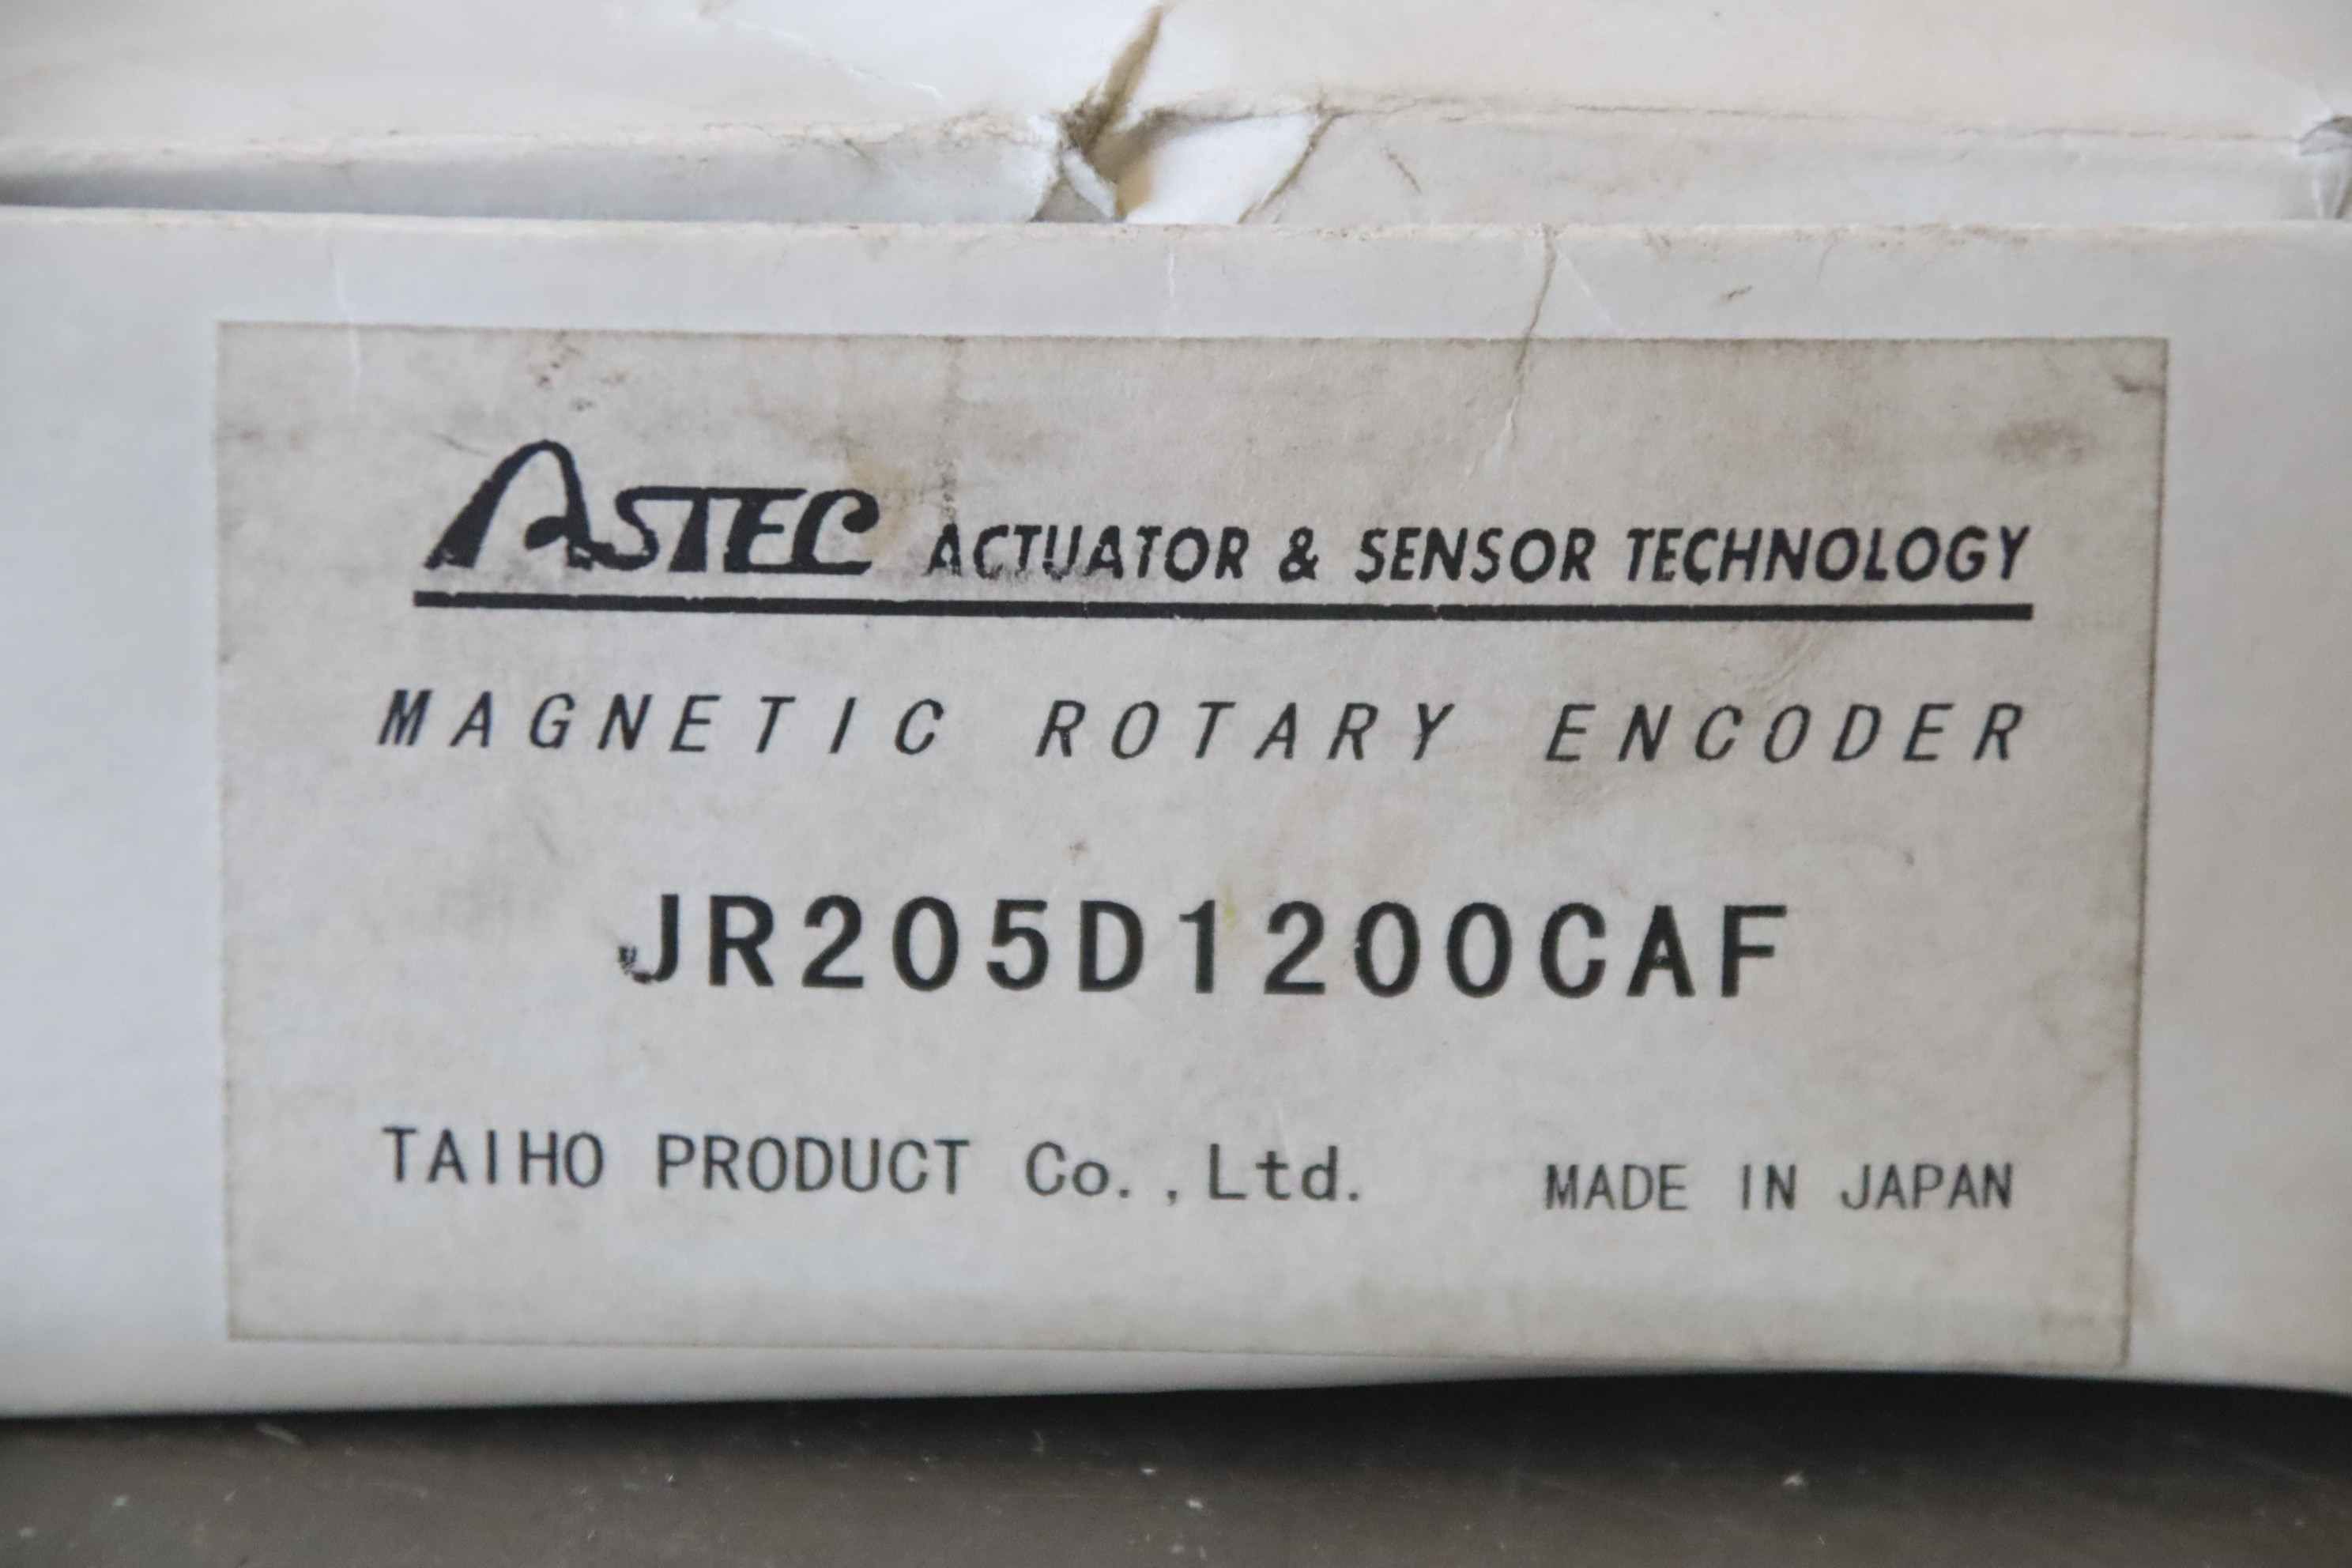 ASTEC ACTUATOR & SENSOR TECHNOLOGY
MAGNETIC ROTARY ENCODER
JR205D1200CAF
TAIHO PRODUCT Co.,Ltd. MADE IN JAPAN